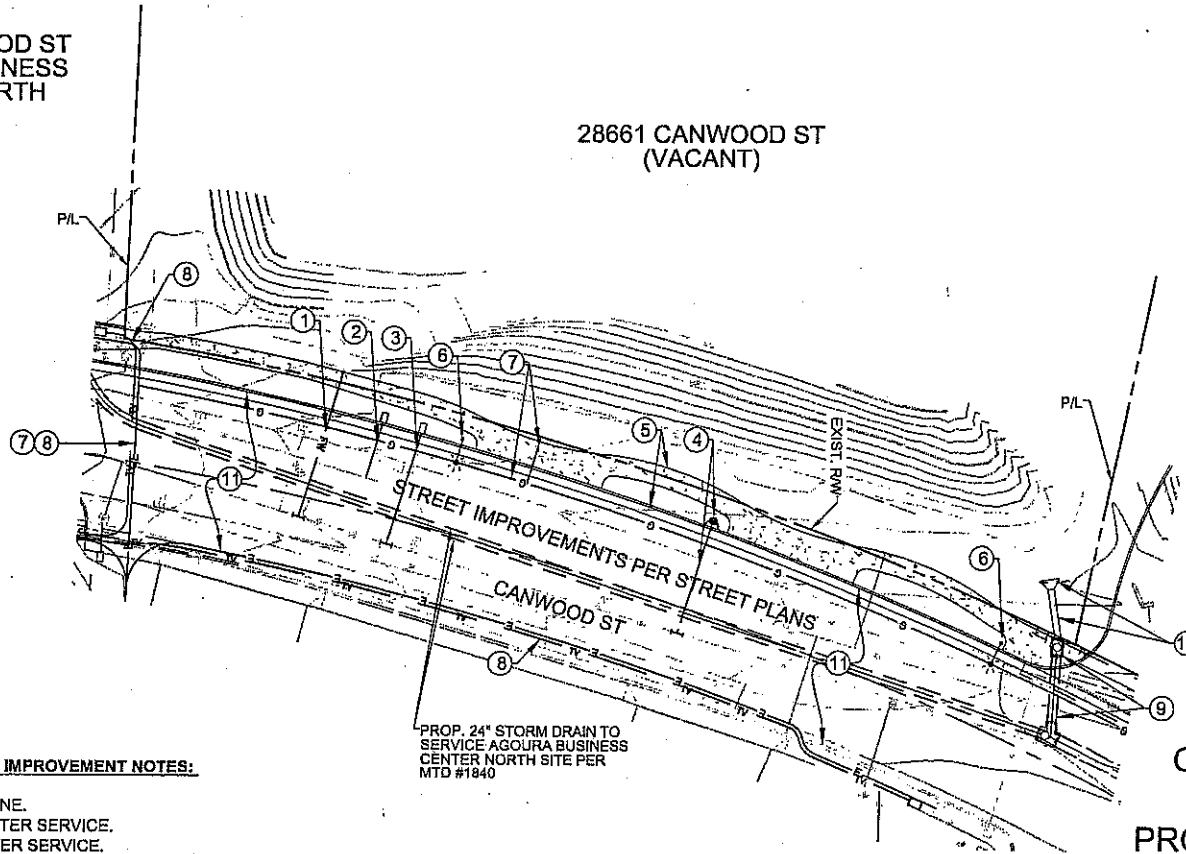 OD ST
NESS
RTH
28661 CANWOOD ST
(VACANT)
P/L
8
1
2
3
6
7
5
4
EXIST. R/W
P/L
7 8
11
STREET IMPROVEMENTS PER STREET PLANS
CANWOOD ST
6
8
11
9
PROP. 24" STORM DRAIN TO
SERVICE AGOURA BUSINESS
CENTER NORTH SITE PER
MTD #1840
IMPROVEMENT NOTES:
NE.
TER SERVICE.
ER SERVICE.
C
PRO